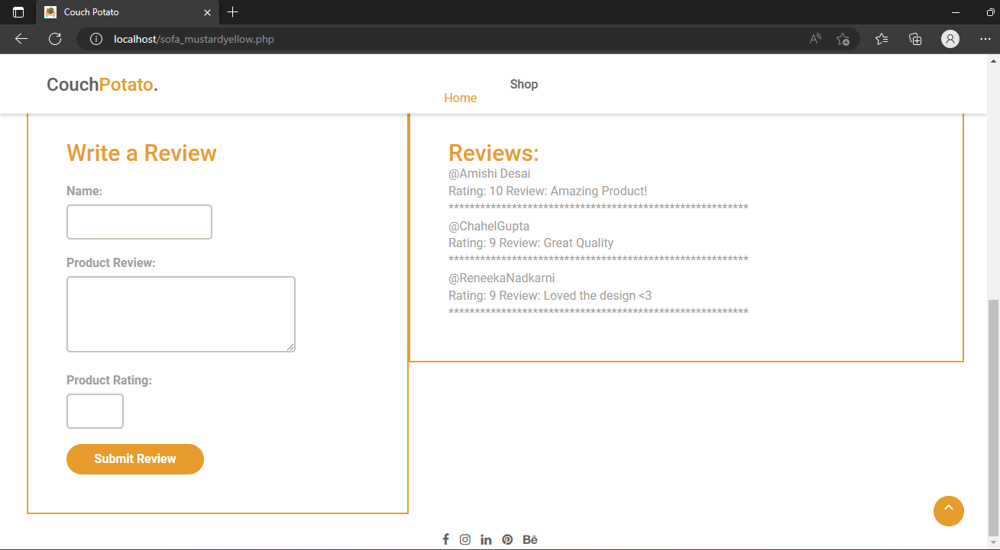 Couch Potato
localhost/sofa_mustardyellow.php
CouchPotato.
Shop
Home
Write a Review
Name:
Product Review:
Product Rating:
Submit Review
Reviews:
@Amishi Desai
Rating: 10 Review: Amazing Product!
********************************************************
@ChahelGupta
Rating: 9 Review: Great Quality
********************************************************
@ReneekaNadkarni
Rating: 9 Review: Loved the design <3
********************************************************